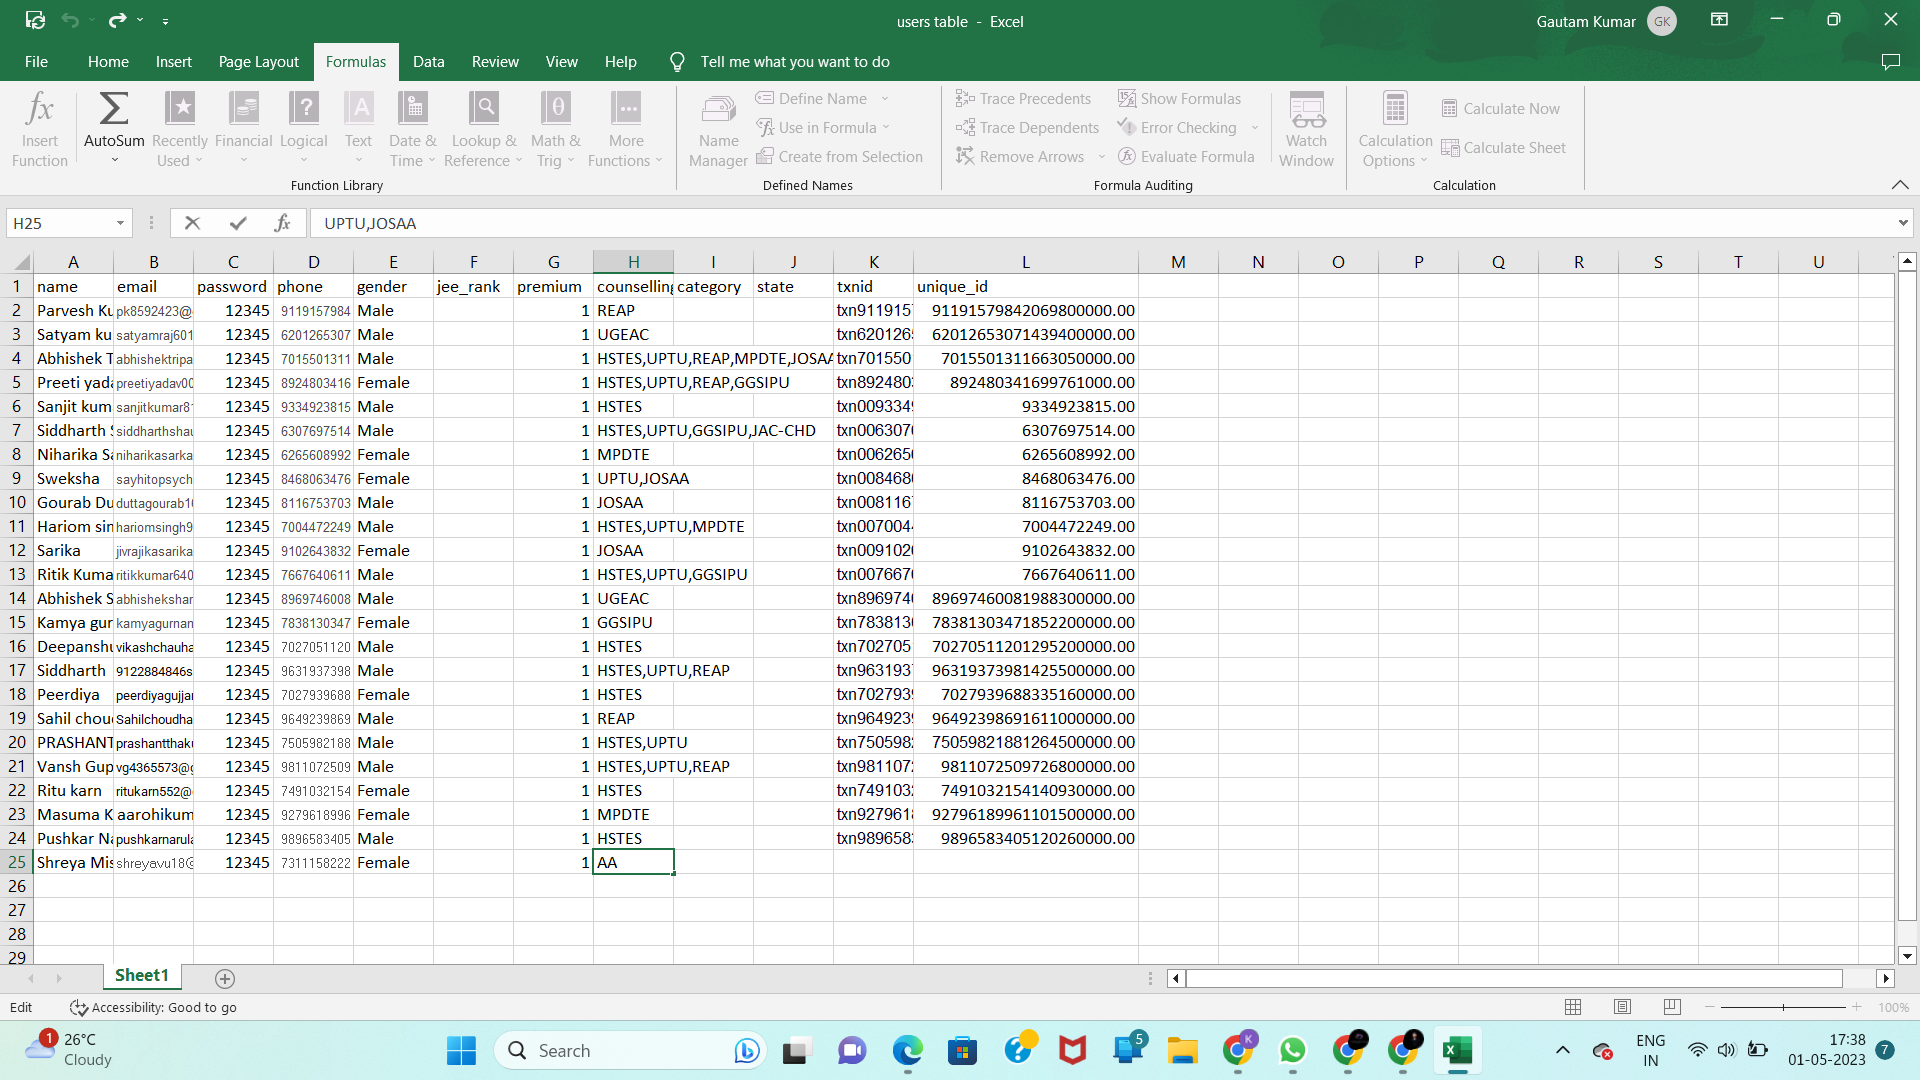 users table - Excel
Gautam Kumar GK
File Home Insert Page Layout Formulas Data Review View Help Tell me what you want to do
Insert Function
AutoSum
Recently Used
Financial
Logical
Text
Date & Time
Lookup & Reference
Math & Trig
More Functions
Function Library
Name Manager
Define Name
Use in Formula
Create from Selection
Defined Names
Trace Precedents
Trace Dependents
Remove Arrows
Show Formulas
Error Checking
Evaluate Formula
Formula Auditing
Watch Window
Calculation Options
Calculate Now
Calculate Sheet
Calculation
H25 fx UPTU,JOSAA
A B C D E F G H I J K L M N O P Q R S T U
1 name email password phone gender jee_rank premium counselling category state txnid unique_id
2 Parvesh Ku pk8592423@ 12345 9119157984 Male 1 REAP txn911915 91191579842069800000.00
3 Satyam ku satyamraj601 12345 6201265307 Male 1 UGEAC txn620126 62012653071439400000.00
4 Abhishek T abhishektripa 12345 7015501311 Male 1 HSTES,UPTU,REAP,MPDTE,JOSAA txn701550 7015501311663050000.00
5 Preeti yada preetiyadav00 12345 8924803416 Female 1 HSTES,UPTU,REAP,GGSIPU txn892480 892480341699761000.00
6 Sanjit kum sanjitkumar8 12345 9334923815 Male 1 HSTES txn009334 9334923815.00
7 Siddharth S siddharthshau 12345 6307697514 Male 1 HSTES,UPTU,GGSIPU,JAC-CHD txn006307 6307697514.00
8 Niharika Sa niharikasarka 12345 6265608992 Female 1 MPDTE txn006265 6265608992.00
9 Sweksha sayhitopsych 12345 8468063476 Female 1 UPTU,JOSAA txn008468 8468063476.00
10 Gourab Du duttagourab1 12345 8116753703 Male 1 JOSAA txn008116 8116753703.00
11 Hariom sin hariomsingh9 12345 7004472249 Male 1 HSTES,UPTU,MPDTE txn007004 7004472249.00
12 Sarika jivrajikasarika 12345 9102643832 Female 1 JOSAA txn009102 9102643832.00
13 Ritik Kuma ritikkumar640 12345 7667640611 Male 1 HSTES,UPTU,GGSIPU txn007667 7667640611.00
14 Abhishek S abhishekshar 12345 8969746008 Male 1 UGEAC txn896974 89697460081988300000.00
15 Kamya gur kamyagurnan 12345 7838130347 Female 1 GGSIPU txn783813 78381303471852200000.00
16 Deepanshu vikashchauha 12345 7027051120 Male 1 HSTES txn702705 70270511201295200000.00
17 Siddharth 9122884846s 12345 9631937398 Male 1 HSTES,UPTU,REAP txn963193 96319373981425500000.00
18 Peerdiya peerdiyagujjar 12345 7027939688 Female 1 HSTES txn702793 7027939688335160000.00
19 Sahil chou Sahilchoudha 12345 9649239869 Male 1 REAP txn964923 96492398691611000000.00
20 PRASHANT prashantthaku 12345 7505982188 Male 1 HSTES,UPTU txn750598 75059821881264500000.00
21 Vansh Gup vg4365573@g 12345 9811072509 Male 1 HSTES,UPTU,REAP txn981107 9811072509726800000.00
22 Ritu karn ritukarn552@ 12345 7491032154 Female 1 HSTES txn749103 7491032154140930000.00
23 Masuma K aarohikum 12345 9279618996 Female 1 MPDTE txn927961 92796189961101500000.00
24 Pushkar Na pushkarnarula 12345 9896583405 Male 1 HSTES txn989658 9896583405120260000.00
25 Shreya Mis shreyavu18@ 12345 7311158222 Female 1 AA
26
27
28
29
Sheet1
Edit Accessibility: Good to go 100%
1 26°C
Cloudy
Search
K
5
ENG
IN
17:38
01-05-2023
7